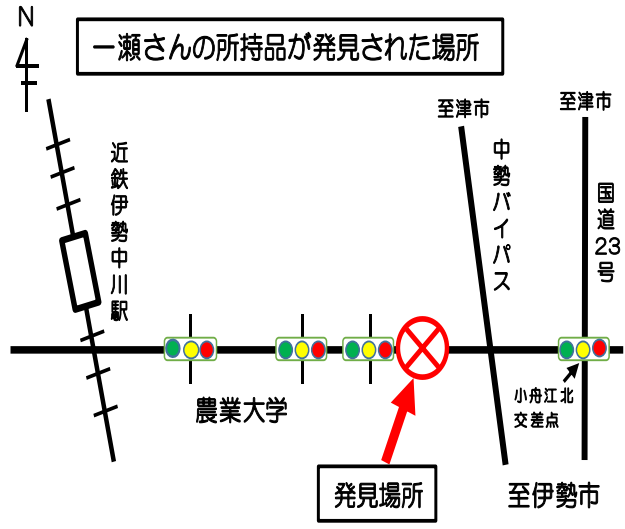 N
一瀬さんの所持品が発見された場所
至津市
至津市
近鉄伊勢中川駅
中勢バイパス
国道23号
小舟江北
交差点
農業大学
発見場所
至伊勢市